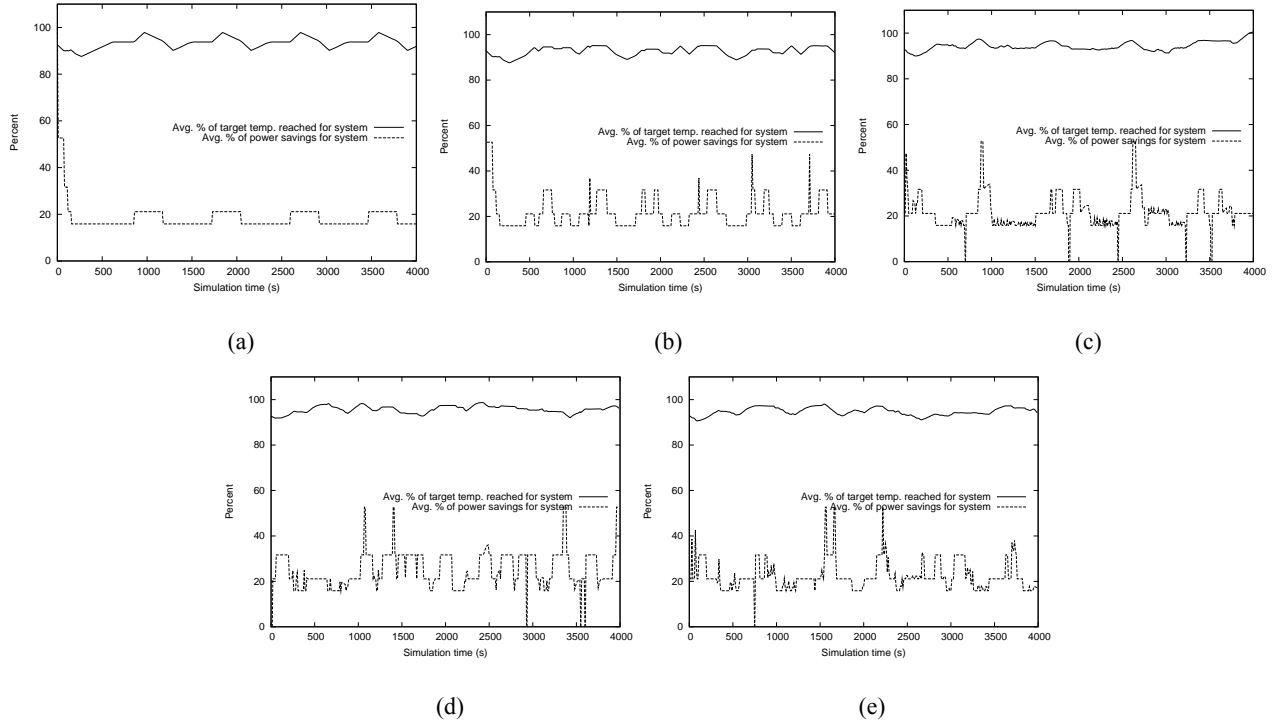 100
80
60
40
20
0
Percent
Avg. % of target temp. reached for system
Avg. % of power savings for system
0 500 1000 1500 2000 2500 3000 3500 4000
Simulation time (s)
(a)
100
80
60
40
20
0
Percent
Avg. % of target temp. reached for system
Avg. % of power savings for system
0 500 1000 1500 2000 2500 3000 3500 4000
Simulation time (s)
(b)
100
80
60
40
20
0
Percent
Avg. % of target temp. reached for system
Avg. % of power savings for system
0 500 1000 1500 2000 2500 3000 3500 4000
Simulation time (s)
(c)
100
80
60
40
20
0
Percent
Avg. % of target temp. reached for system
Avg. % of power savings for system
0 500 1000 1500 2000 2500 3000 3500 4000
Simulation time (s)
(d)
100
80
60
40
20
0
Percent
Avg. % of target temp. reached for system
Avg. % of power savings for system
0 500 1000 1500 2000 2500 3000 3500 4000
Simulation time (s)
(e)